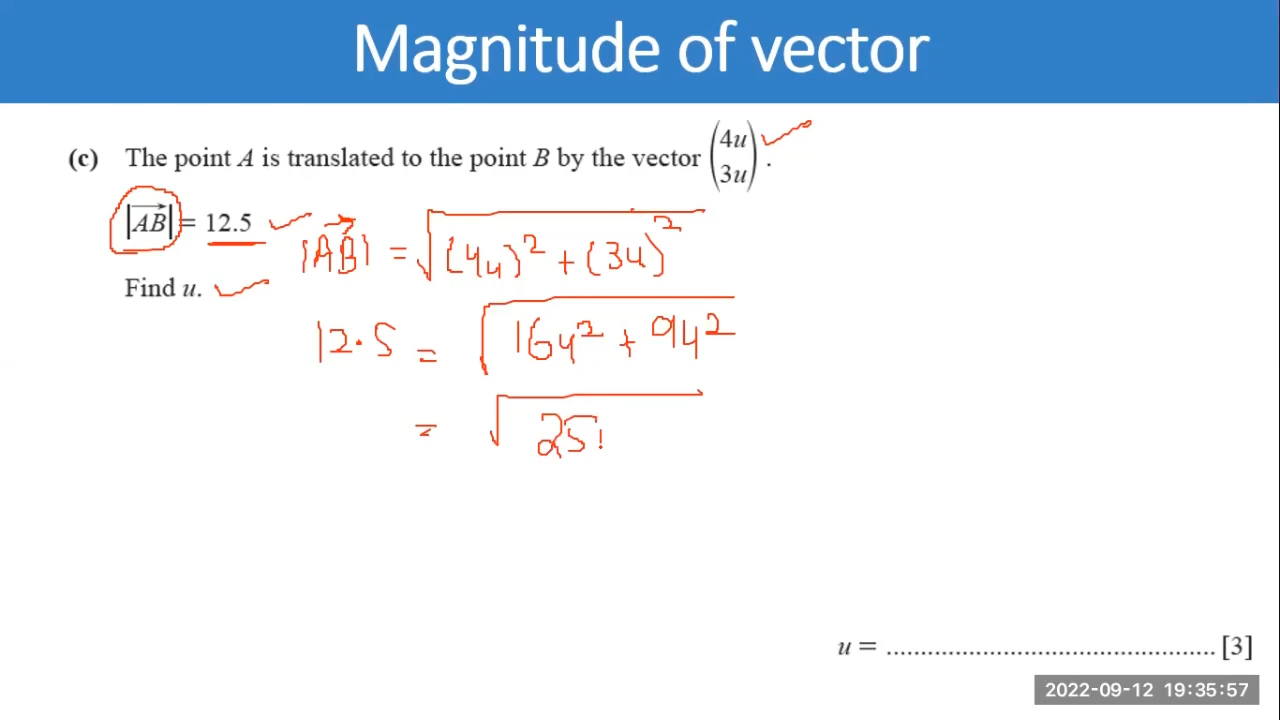 Magnitude of vector
(c) The point A is translated to the point B by the vector (4u 3u).
|AB| = 12.5
|AB| = √(4u)² + (3u)²
Find u.
12.5 = √16u² + 9u²
= √25
u = ................................................ [3]
2022-09-12 19:35:57